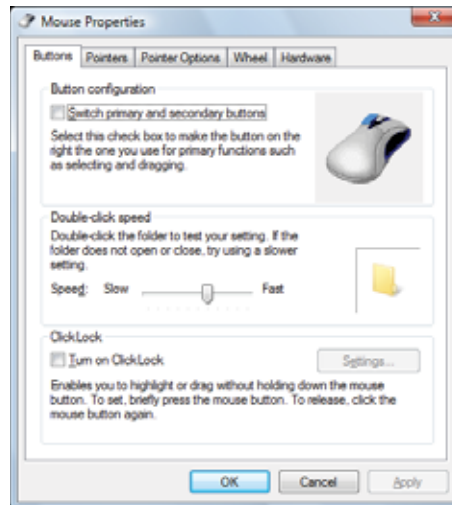 Mouse Properties
Buttons Pointers Pointer Options Wheel Hardware
Button configuration
Switch primary and secondary buttons
Select this check box to make the button on the
right the one you use for primary functions such
as selecting and dragging.
Double-click speed
Double-click the folder to test your setting. If the
folder does not open or close, try using a slower
setting.
Speed: Slow Fast
ClickLock
Turn on ClickLock Settings...
Enables you to highlight or drag without holding down the mouse
button. To set, briefly press the mouse button. To release, click the
mouse button again.
OK Cancel Apply